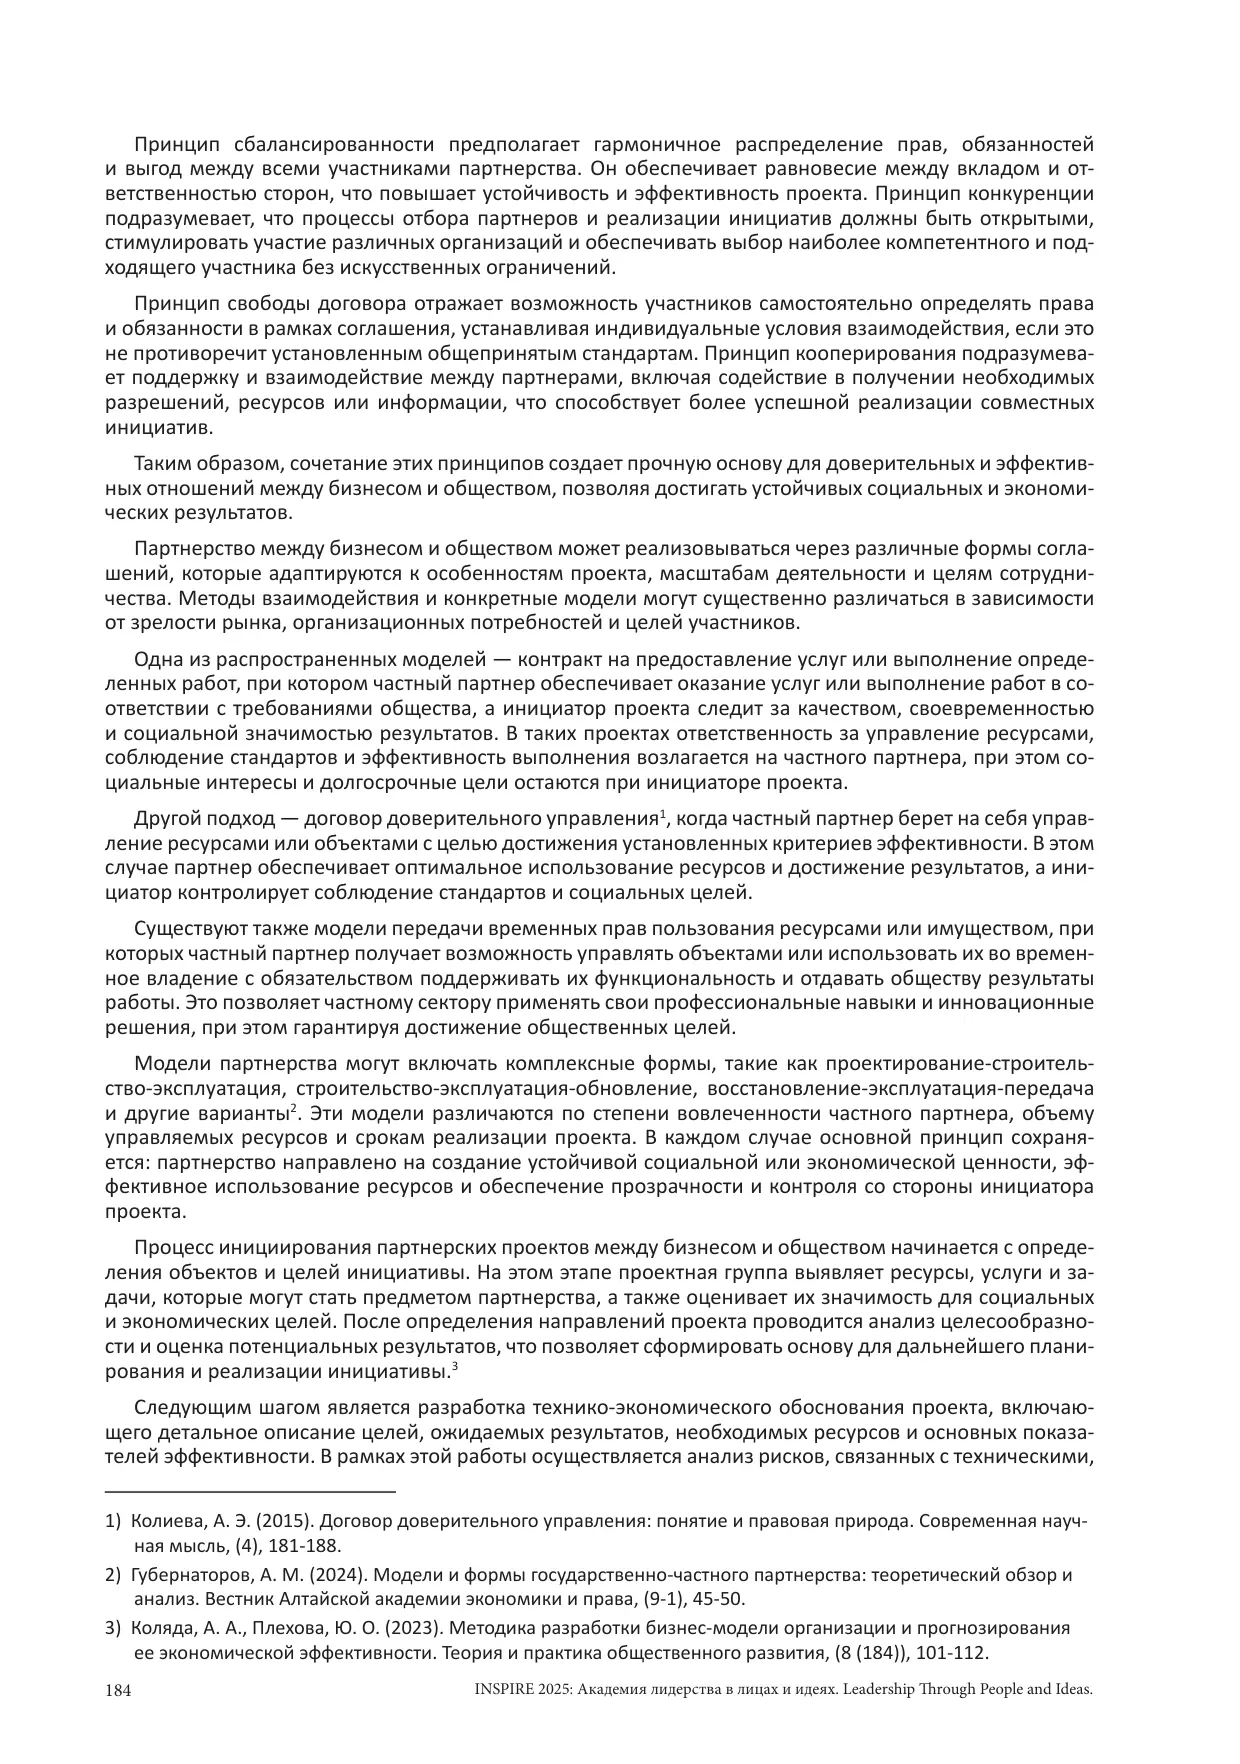 Принцип сбалансированности предполагает гармоничное распределение прав, обязанностей
и выгод между всеми участниками партнерства. Он обеспечивает равновесие между вкладом и от-
ветственностью сторон, что повышает устойчивость и эффективность проекта. Принцип конкуренции
подразумевает, что процессы отбора партнеров и реализации инициатив должны быть открытыми,
стимулировать участие различных организаций и обеспечивать выбор наиболее компетентного и под-
ходящего участника без искусственных ограничений.
Принцип свободы договора отражает возможность участников самостоятельно определять права
и обязанности в рамках соглашения, устанавливая индивидуальные условия взаимодействия, если это
не противоречит установленным общепринятым стандартам. Принцип кооперирования подразумева-
ет поддержку и взаимодействие между партнерами, включая содействие в получении необходимых
разрешений, ресурсов или информации, что способствует более успешной реализации совместных
инициатив.
Таким образом, сочетание этих принципов создает прочную основу для доверительных и эффектив-
ных отношений между бизнесом и обществом, позволяя достигать устойчивых социальных и экономи-
ческих результатов.
Партнерство между бизнесом и обществом может реализовываться через различные формы согла-
шений, которые адаптируются к особенностям проекта, масштабам деятельности и целям сотрудни-
чества. Методы взаимодействия и конкретные модели могут существенно различаться в зависимости
от зрелости рынка, организационных потребностей и целей участников.
Одна из распространенных моделей — контракт на предоставление услуг или выполнение опреде-
ленных работ, при котором частный партнер обеспечивает оказание услуг или выполнение работ в со-
ответствии с требованиями общества, а инициатор проекта следит за качеством, своевременностью
и социальной значимостью результатов. В таких проектах ответственность за управление ресурсами,
соблюдение стандартов и эффективность выполнения возлагается на частного партнера, при этом со-
циальные интересы и долгосрочные цели остаются при инициаторе проекта.
Другой подход — договор доверительного управления¹, когда частный партнер берет на себя управ-
ление ресурсами или объектами с целью достижения установленных критериев эффективности. В этом
случае партнер обеспечивает оптимальное использование ресурсов и достижение результатов, а ини-
циатор контролирует соблюдение стандартов и социальных целей.
Существуют также модели передачи временных прав пользования ресурсами или имуществом, при
которых частный партнер получает возможность управлять объектами или использовать их во времен-
ное владение с обязательством поддерживать их функциональность и отдавать обществу результаты
работы. Это позволяет частному сектору применять свои профессиональные навыки и инновационные
решения, при этом гарантируя достижение общественных целей.
Модели партнерства могут включать комплексные формы, такие как проектирование-строитель-
ство-эксплуатация, строительство-эксплуатация-обновление, восстановление-эксплуатация-передача
и другие варианты². Эти модели различаются по степени вовлеченности частного партнера, объему
управляемых ресурсов и срокам реализации проекта. В каждом случае основной принцип сохраня-
ется: партнерство направлено на создание устойчивой социальной или экономической ценности, эф-
фективное использование ресурсов и обеспечение прозрачности и контроля со стороны инициатора
проекта.
Процесс инициирования партнерских проектов между бизнесом и обществом начинается с опреде-
ления объектов и целей инициативы. На этом этапе проектная группа выявляет ресурсы, услуги и за-
дачи, которые могут стать предметом партнерства, а также оценивает их значимость для социальных
и экономических целей. После определения направлений проекта проводится анализ целесообразно-
сти и оценка потенциальных результатов, что позволяет сформировать основу для дальнейшего плани-
рования и реализации инициативы.³
Следующим шагом является разработка технико-экономического обоснования проекта, включаю-
щего детальное описание целей, ожидаемых результатов, необходимых ресурсов и основных показа-
телей эффективности. В рамках этой работы осуществляется анализ рисков, связанных с техническими,
1) Колиева, А. Э. (2015). Договор доверительного управления: понятие и правовая природа. Современная науч-
ная мысль, (4), 181-188.
2) Губернаторов, А. М. (2024). Модели и формы государственно-частного партнерства: теоретический обзор и
анализ. Вестник Алтайской академии экономики и права, (9-1), 45-50.
3) Коляда, А. А., Плехова, Ю. О. (2023). Методика разработки бизнес-модели организации и прогнозирования
ее экономической эффективности. Теория и практика общественного развития, (8 (184)), 101-112.
184 INSPIRE 2025: Академия лидерства в лицах и идеях. Leadership Through People and Ideas.